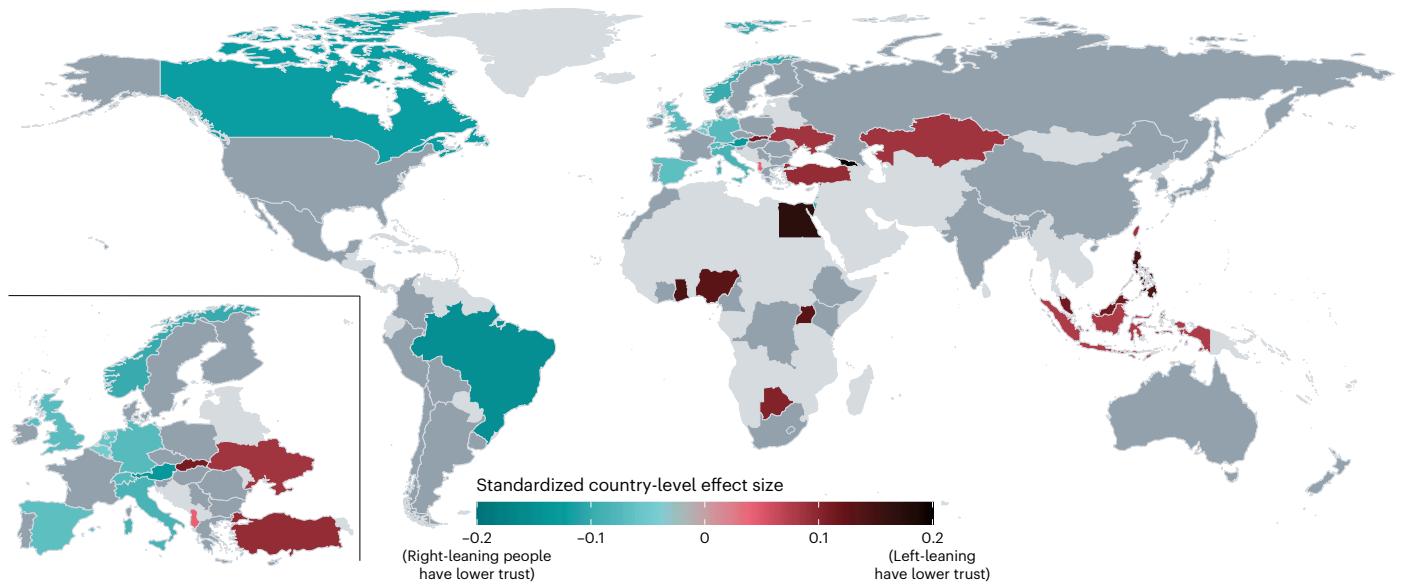 Standardized country-level effect size
−0.2 −0.1 0 0.1 0.2
(Right-leaning people (Left-leaning
have lower trust) have lower trust)